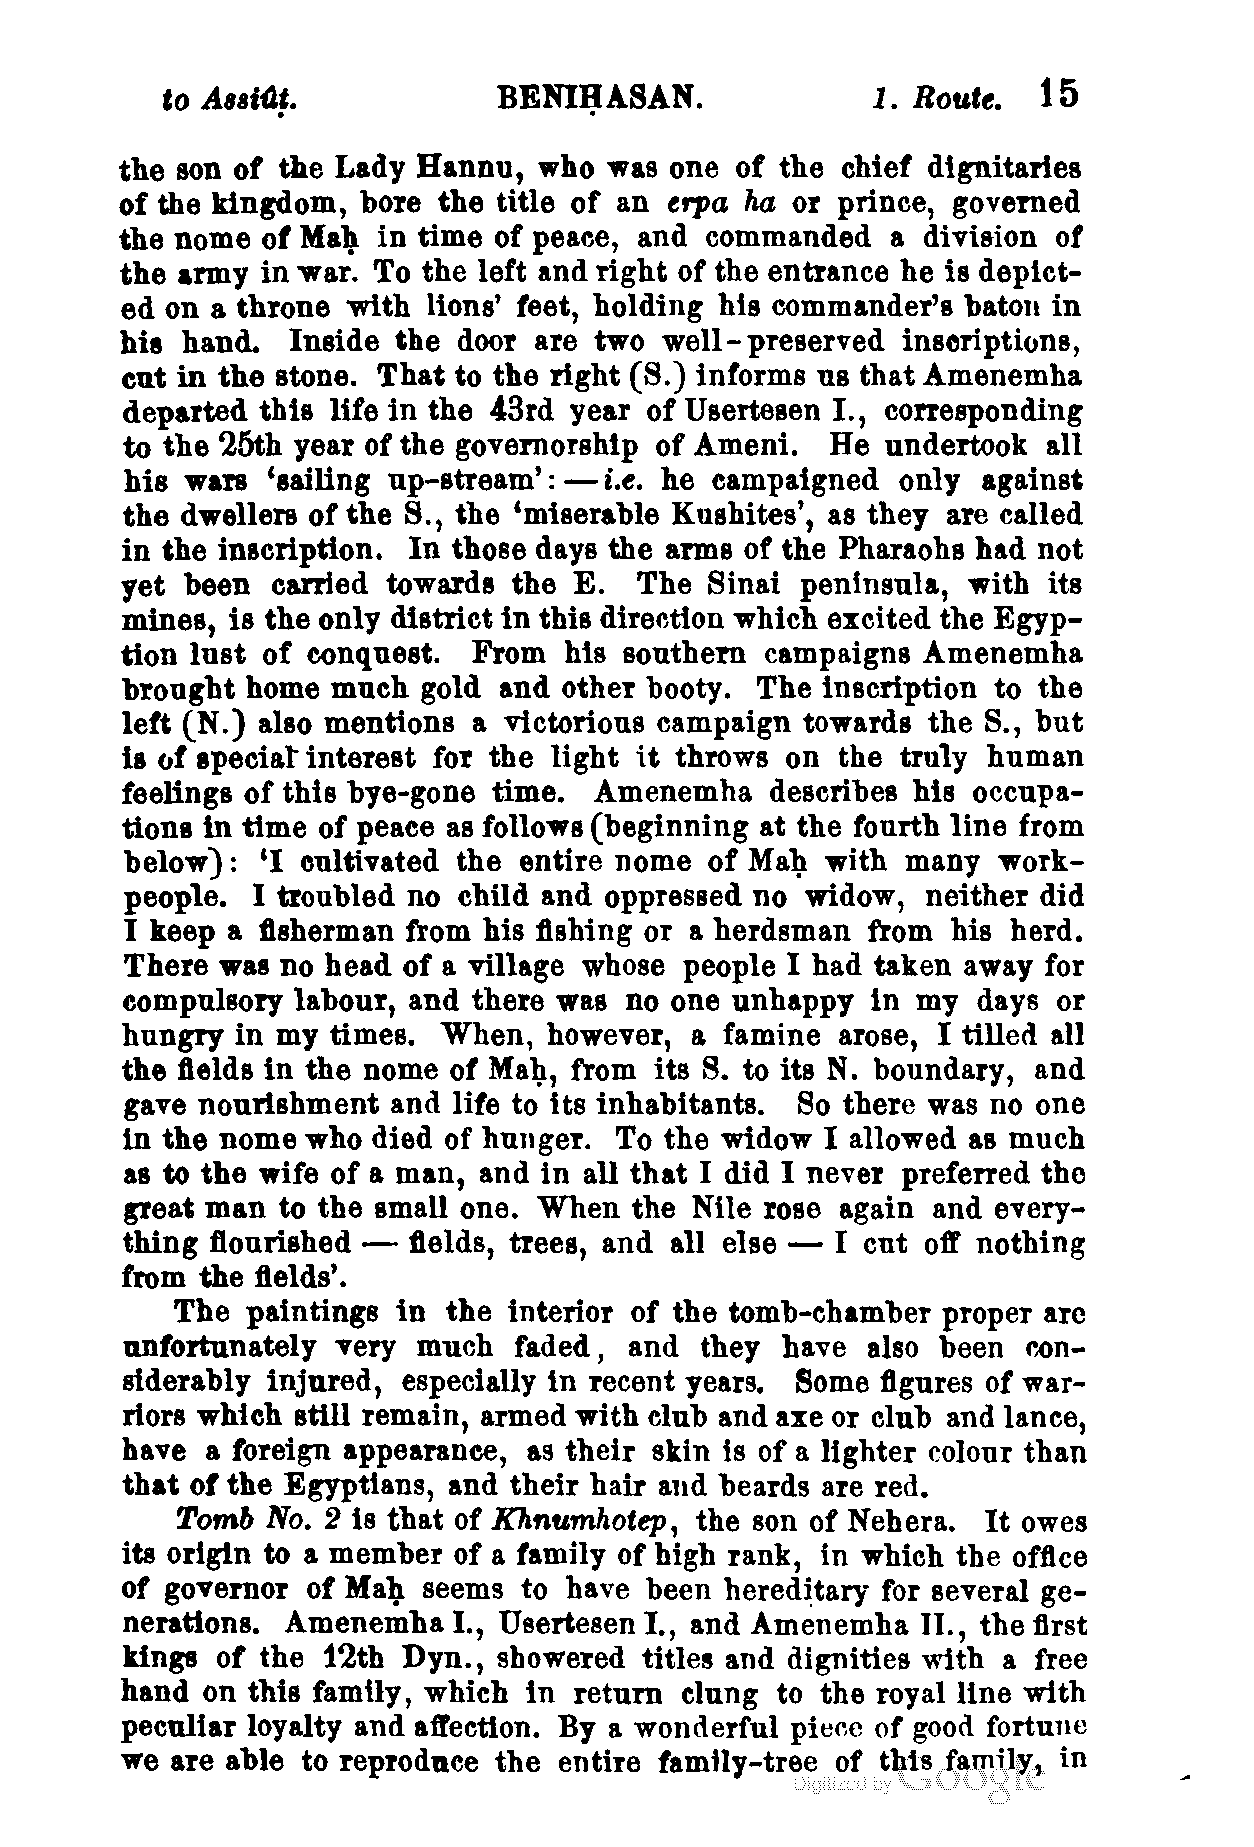 to Assiûṭ. BENIḤASAN. 1. Route. 15
the son of the Lady Hannu, who was one of the chief dignitaries
of the kingdom, bore the title of an erpa ha or prince, governed
the nome of Maḥ in time of peace, and commanded a division of
the army in war. To the left and right of the entrance he is depict-
ed on a throne with lions' feet, holding his commander's baton in
his hand. Inside the door are two well-preserved inscriptions,
cut in the stone. That to the right (S.) informs us that Amenemha
departed this life in the 43rd year of Usertesen I., corresponding
to the 25th year of the governorship of Ameni. He undertook all
his wars 'sailing up-stream': — i.e. he campaigned only against
the dwellers of the S., the 'miserable Kushites', as they are called
in the inscription. In those days the arms of the Pharaohs had not
yet been carried towards the E. The Sinai peninsula, with its
mines, is the only district in this direction which excited the Egyp-
tion lust of conquest. From his southern campaigns Amenemha
brought home much gold and other booty. The inscription to the
left (N.) also mentions a victorious campaign towards the S., but
is of special interest for the light it throws on the truly human
feelings of this bye-gone time. Amenemha describes his occupa-
tions in time of peace as follows (beginning at the fourth line from
below): 'I cultivated the entire nome of Maḥ with many work-
people. I troubled no child and oppressed no widow, neither did
I keep a fisherman from his fishing or a herdsman from his herd.
There was no head of a village whose people I had taken away for
compulsory labour, and there was no one unhappy in my days or
hungry in my times. When, however, a famine arose, I tilled all
the fields in the nome of Maḥ, from its S. to its N. boundary, and
gave nourishment and life to its inhabitants. So there was no one
in the nome who died of hunger. To the widow I allowed as much
as to the wife of a man, and in all that I did I never preferred the
great man to the small one. When the Nile rose again and every-
thing flourished — fields, trees, and all else — I cut off nothing
from the fields'.
The paintings in the interior of the tomb-chamber proper are
unfortunately very much faded, and they have also been con-
siderably injured, especially in recent years. Some figures of war-
riors which still remain, armed with club and axe or club and lance,
have a foreign appearance, as their skin is of a lighter colour than
that of the Egyptians, and their hair and beards are red.
Tomb No. 2 is that of Khnumhotep, the son of Nehera. It owes
its origin to a member of a family of high rank, in which the office
of governor of Maḥ seems to have been hereditary for several ge-
nerations. Amenemha I., Usertesen I., and Amenemha II., the first
kings of the 12th Dyn., showered titles and dignities with a free
hand on this family, which in return clung to the royal line with
peculiar loyalty and affection. By a wonderful piece of good fortune
we are able to reproduce the entire family-tree of this family, in
Digitized by Google